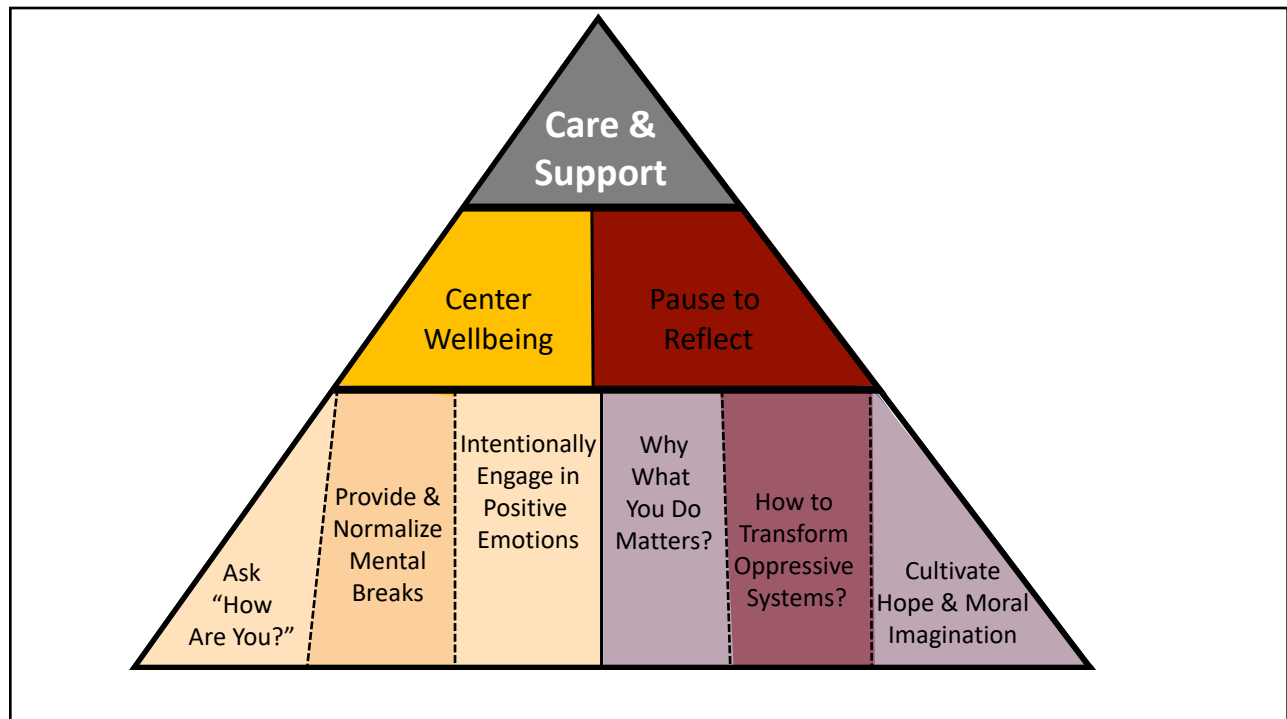 Care &
Support
Center
Wellbeing
Pause to
Reflect
Ask
“How
Are You?”
Provide &
Normalize
Mental
Breaks
Intentionally
Engage in
Positive
Emotions
Why
What
You Do
Matters?
How to
Transform
Oppressive
Systems?
Cultivate
Hope & Moral
Imagination